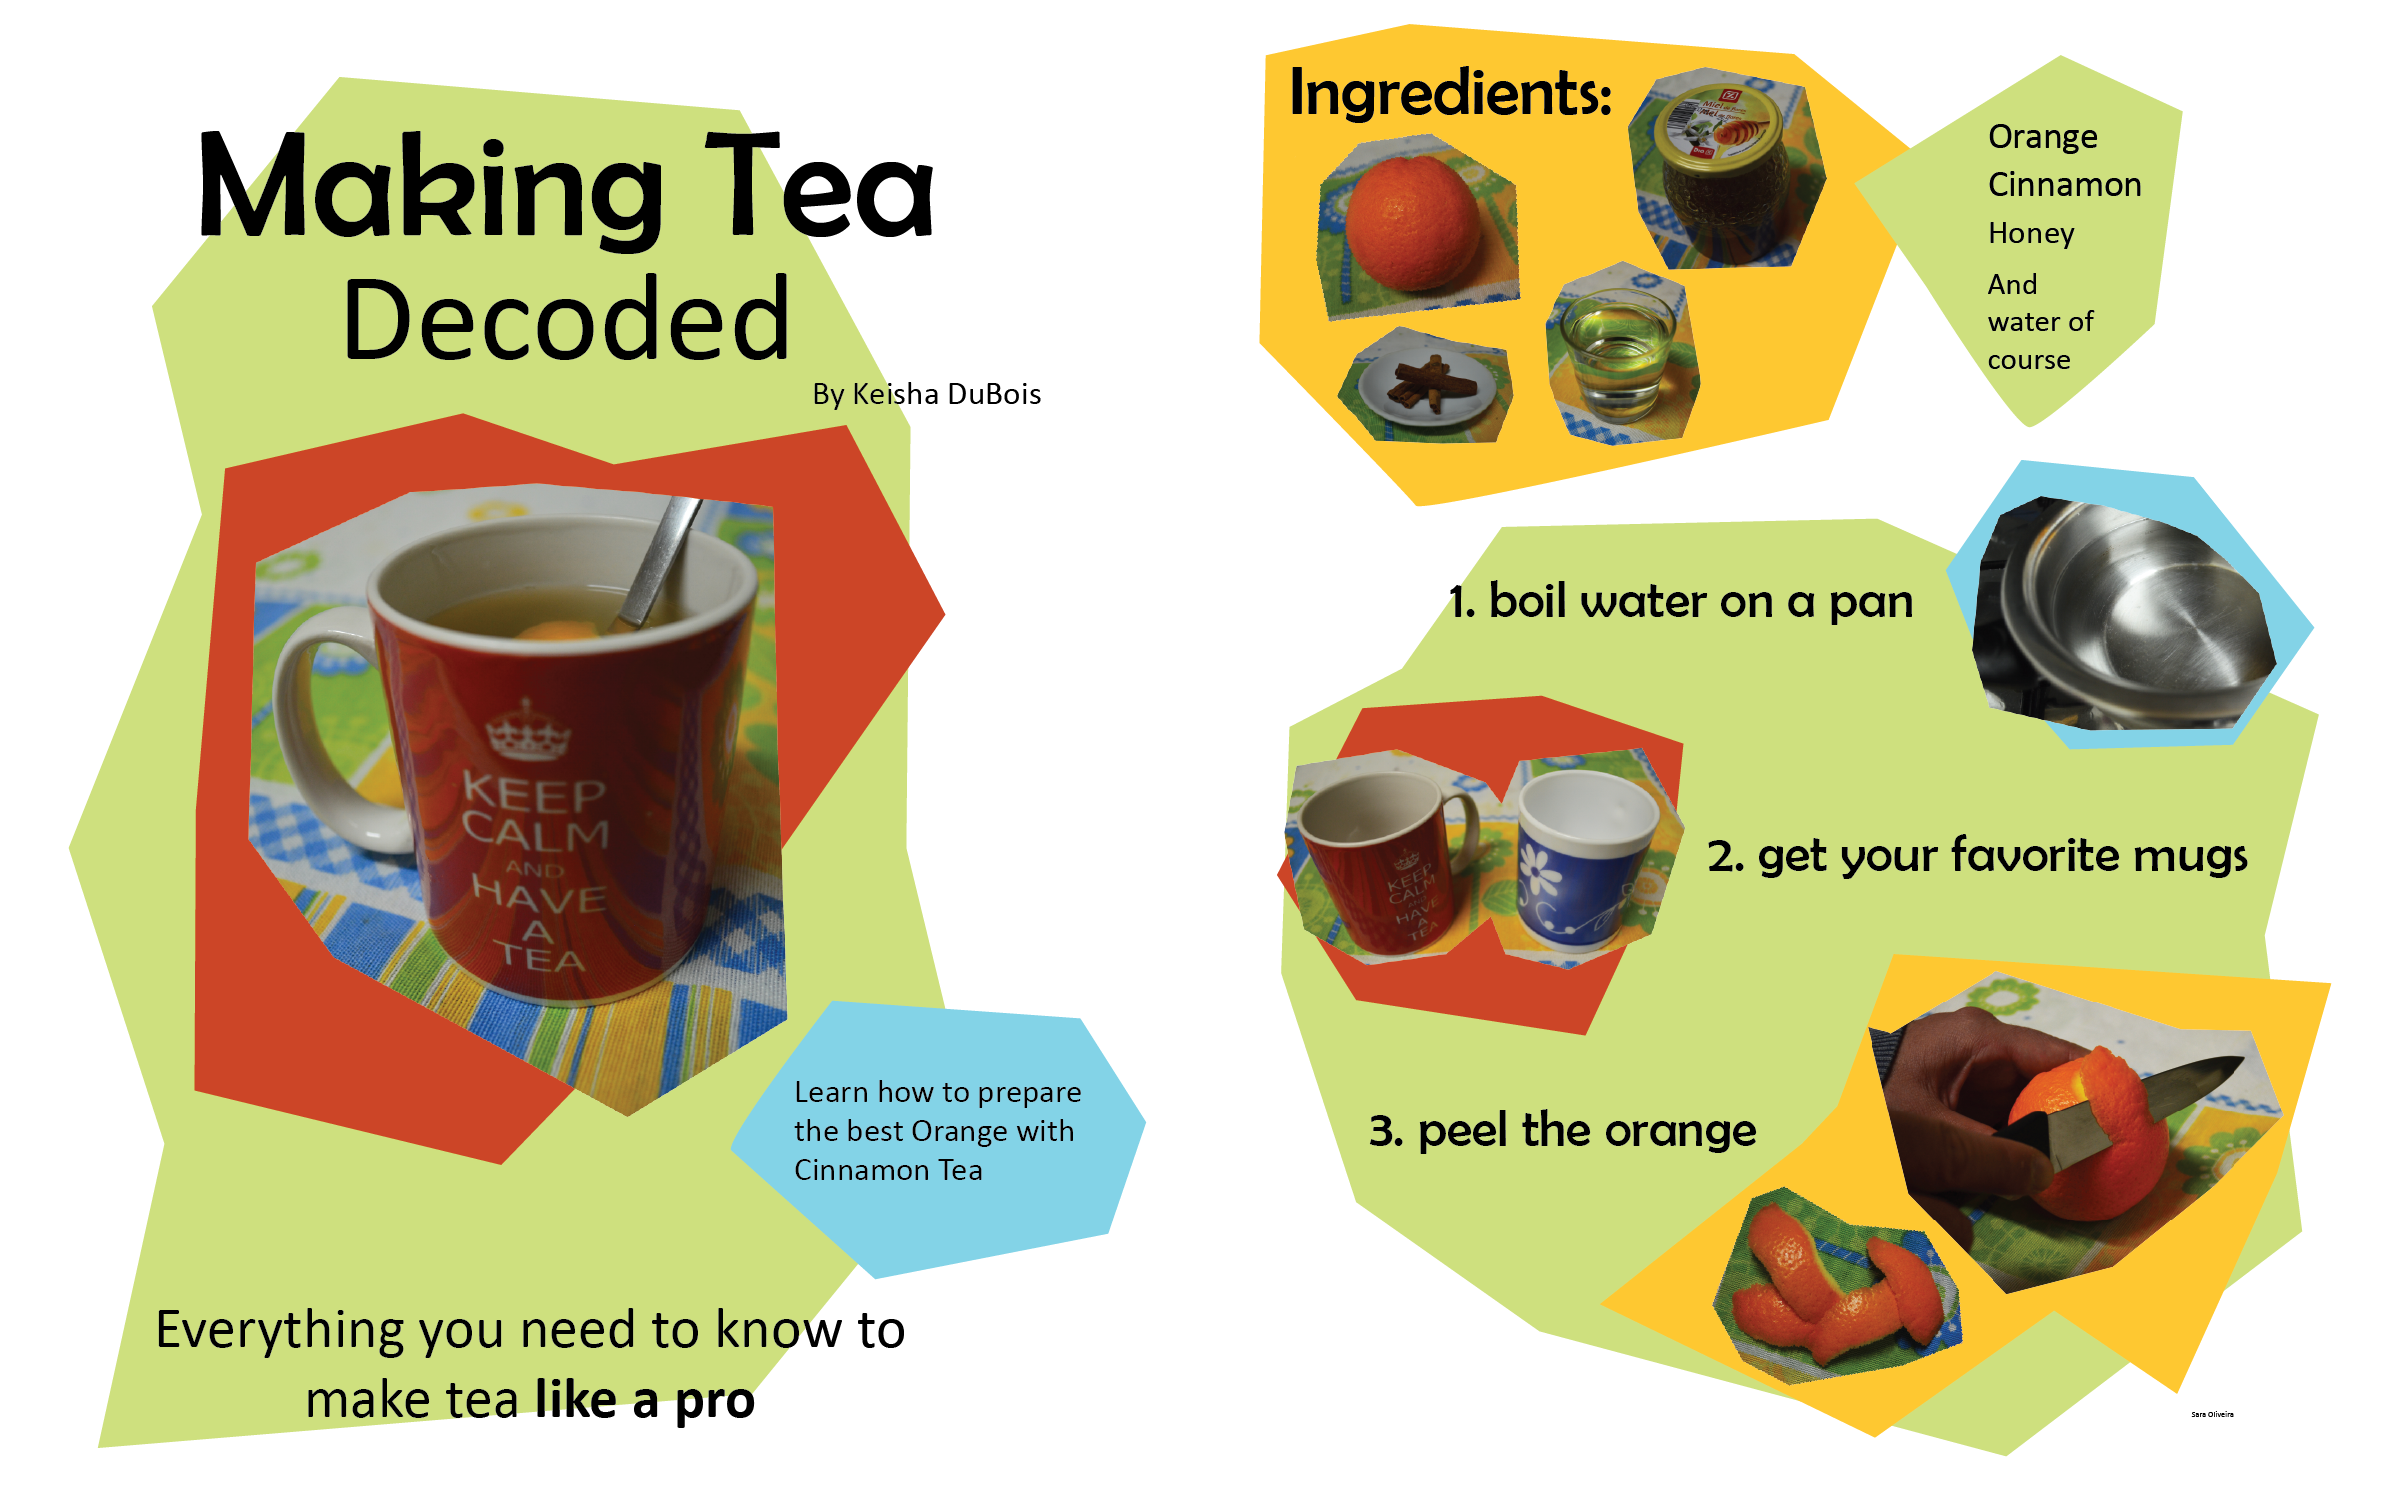 Making Tea
Decoded
By Keisha DuBois
KEEP
CALM
AND
HAVE
A
TEA
Learn how to prepare
the best Orange with
Cinnamon Tea
Everything you need to know to
make tea like a pro
Ingredients:
Miel
Miel
Orange
Cinnamon
Honey
And
water of
course
1. boil water on a pan
KEEP
CALM
AND
HAVE
A
TEA
2. get your favorite mugs
3. peel the orange
Sara Oliveira